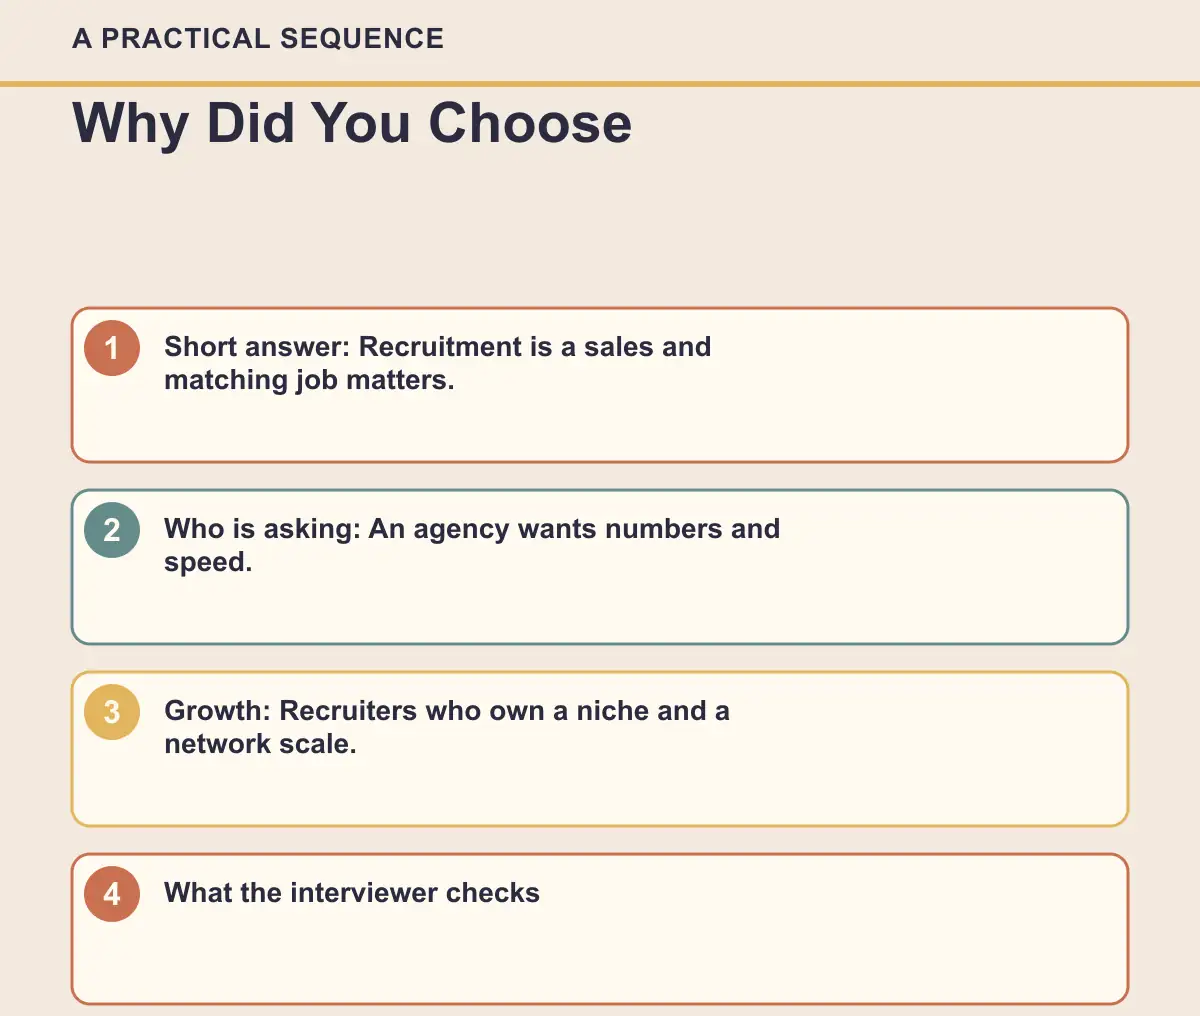 A PRACTICAL SEQUENCE
Why Did You Choose
1
Short answer: Recruitment is a sales and
matching job matters.
2
Who is asking: An agency wants numbers and
speed.
3
Growth: Recruiters who own a niche and a
network scale.
4
What the interviewer checks